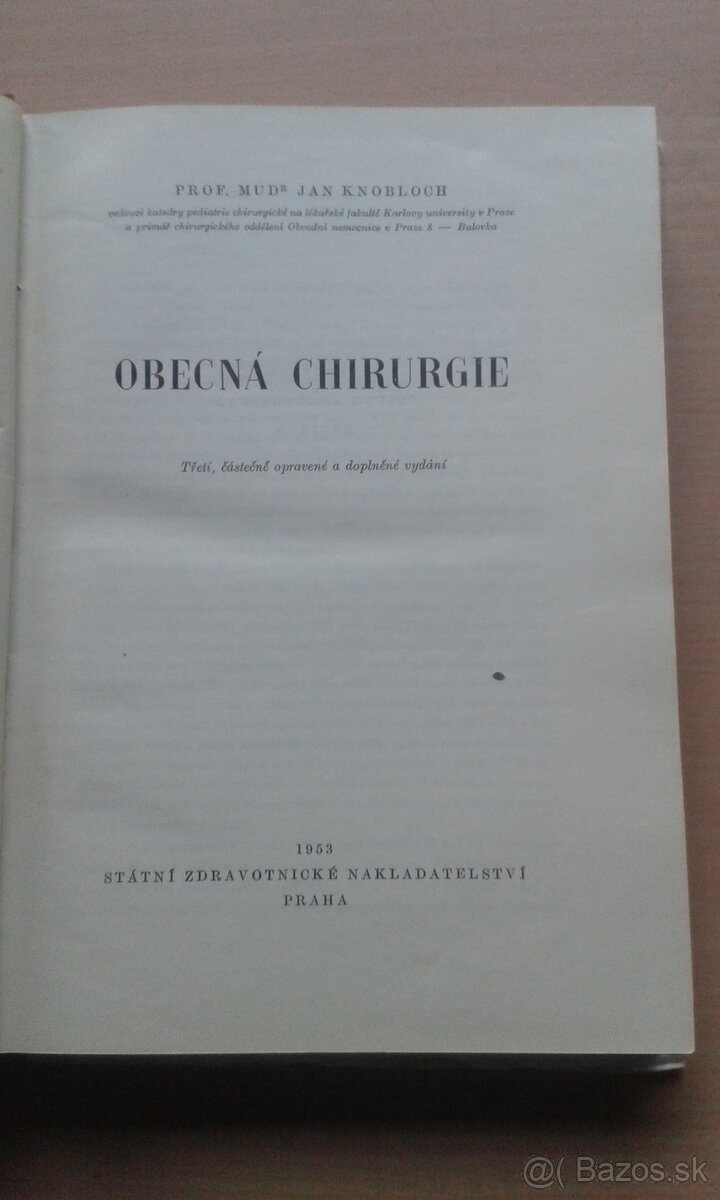 PROF. MUDR JAN KNOBLOCH
vedoucí katedry pediatrie chirurgické na lékařské fakultě Karlovy university v Praze
a primář chirurgického oddělení Obvodní nemocnice v Praze 8 — Bulovka
OBECNÁ CHIRURGIE
Třetí, částečně opravené a doplněné vydání
1953
STÁTNÍ ZDRAVOTNICKÉ NAKLADATELSTVÍ
PRAHA
@( Bazos.sk